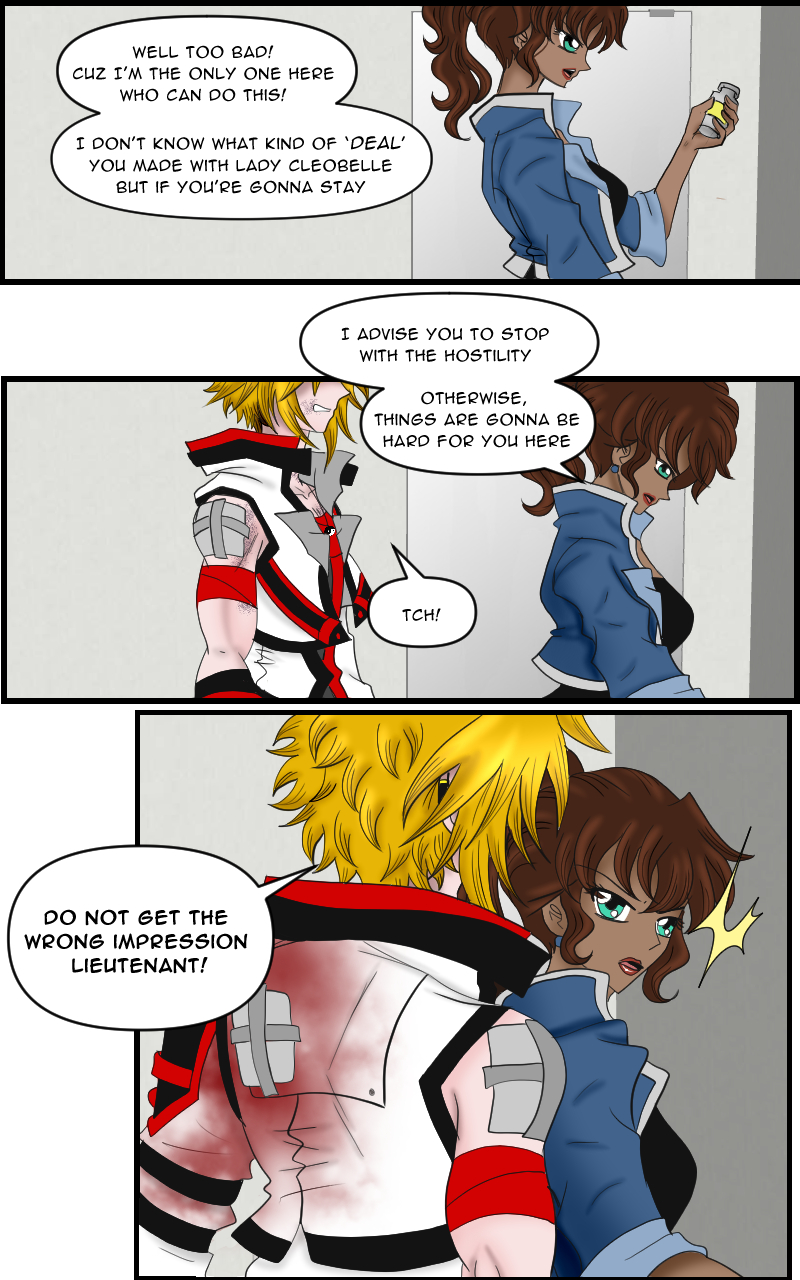 WELL TOO BAD!
CUZ I'M THE ONLY ONE HERE
WHO CAN DO THIS!
I DON'T KNOW WHAT KIND OF 'DEAL'
YOU MADE WITH LADY CLEOBELLE
BUT IF YOU'RE GONNA STAY
I ADVISE YOU TO STOP
WITH THE HOSTILITY
OTHERWISE,
THINGS ARE GONNA BE
HARD FOR YOU HERE
TCH!
DO NOT GET THE
WRONG IMPRESSION
LIEUTENANT!